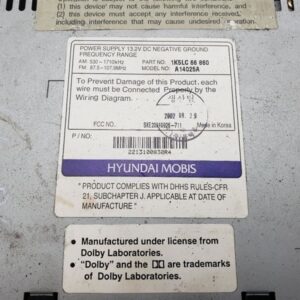 (1) this device may not cause harmful
(2) this device must accept any interference
received, including interference that may
undesired operation.
POWER SUPPLY 13.2V DC NEGATIVE GROUND
FREQUENCY RANGE
AM: 530 ~ 1710kHz PART NO. 1K5LC 66 860
FM: 87.5~107.9MHz MODEL NO: A14025A
To Prevent Damage of this Product, each
wire must be Connected Properly by the
Wiring Diagram.
FCC NO. Made in Korea
P / NO:
HYUNDAI MOBIS
"PRODUCT COMPLIES WITH DHHS RULES-CFR
21, SUBCHAPTER J. APPLICABLE AT DATE OF
MANUFACTURE"
• Manufactured under license from
Dolby Laboratories.
• "Dolby" and the are trademarks
of Dolby Laboratories.